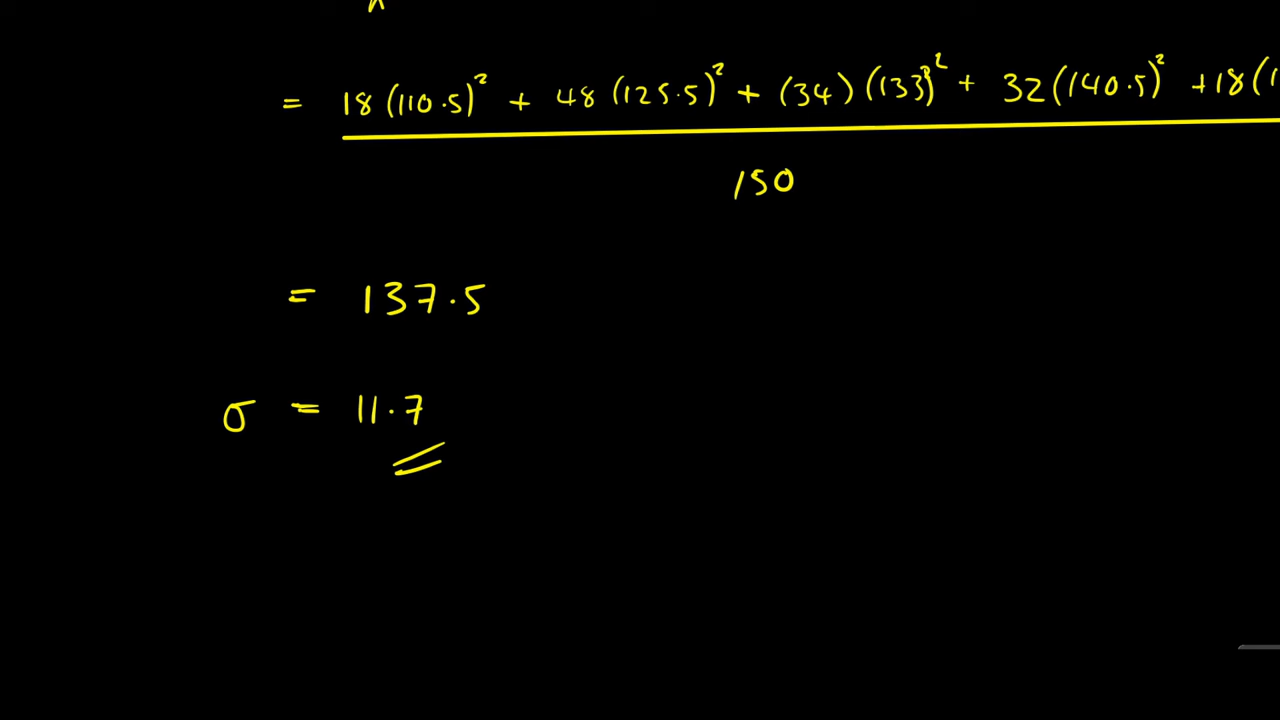 = 18(110.5)² + 48(125.5)² + (34)(133)² + 32(140.5)² + 18(1
150
= 137.5
σ = 11.7